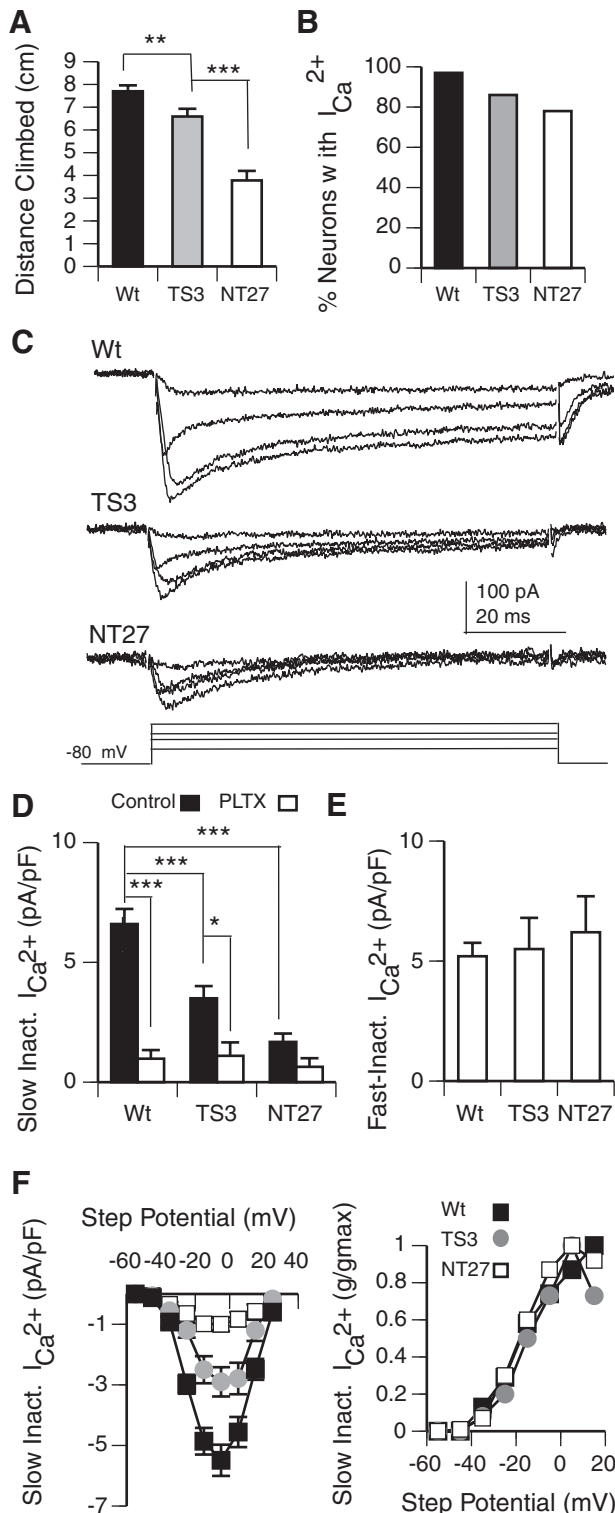 A
** ***
Distance Climbed (cm)
9
8
7
6
5
4
3
2
1
0
Wt TS3 NT27
B
% Neurons w ith I Ca 2+
100
80
60
40
20
0
Wt TS3 NT27
C
Wt
TS3
100 pA
20 ms
NT27
-80 mV
D
Control PLTX
***
***
***
*
Slow Inact. I Ca 2+ (pA/pF)
10
5
0
Wt TS3 NT27
E
Fast-Inact. I Ca 2+ (pA/pF)
10
5
0
Wt TS3 NT27
F
Step Potential (mV)
-60 -40 -20 0 20 40
Slow Inact. I Ca 2+ (pA/pF)
-1
-3
-5
-7
Wt
TS3
NT27
Slow Inact. I Ca 2+ (g/gmax)
1
0.8
0.6
0.4
0.2
0
-60 -40 -20 0 20
Step Potential (mV)